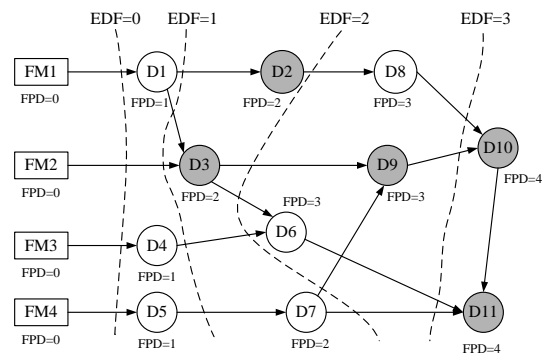 EDF=0 EDF=1 EDF=2 EDF=3
FM1 D1 D2 D8
FPD=0 FPD=1 FPD=2 FPD=3
FM2 D3 D9 D10
FPD=0 FPD=2 FPD=3 FPD=4
FPD=3
FM3 D4 D6
FPD=0 FPD=1
FM4 D5 D7 D11
FPD=0 FPD=1 FPD=2 FPD=4